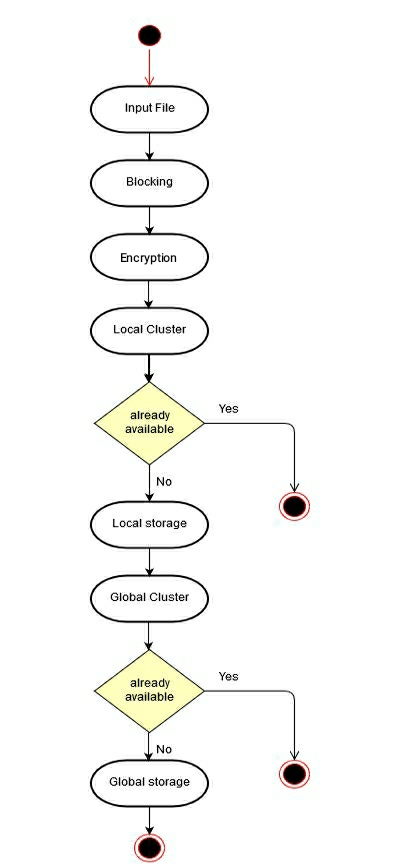 Input File
Blocking
Encryption
Local Cluster
already
available
Yes
No
Local storage
Global Cluster
already
available
Yes
No
Global storage